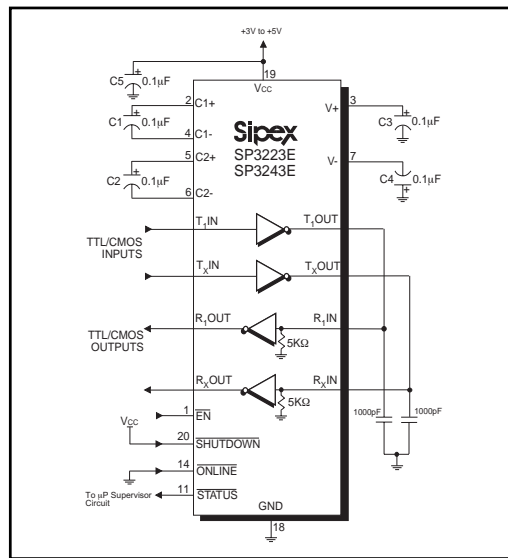 +3V to +5V
19
VCC
C5
+
0.1µF
2
C1+
C1
+
0.1µF
4
C1-
5
C2+
C2
+
0.1µF
6
C2-
Sipex
SP3223E
SP3243E
V+
3
C3
+
0.1µF
V-
7
C4
0.1µF
+
T1IN
T1OUT
TTL/CMOS
INPUTS
TXIN
TXOUT
R1OUT
R1IN
TTL/CMOS
OUTPUTS
5KΩ
RXOUT
RXIN
5KΩ
1000pF
1000pF
1
EN
VCC
20
SHUTDOWN
14
ONLINE
To µP Supervisor
Circuit
11
STATUS
GND
18